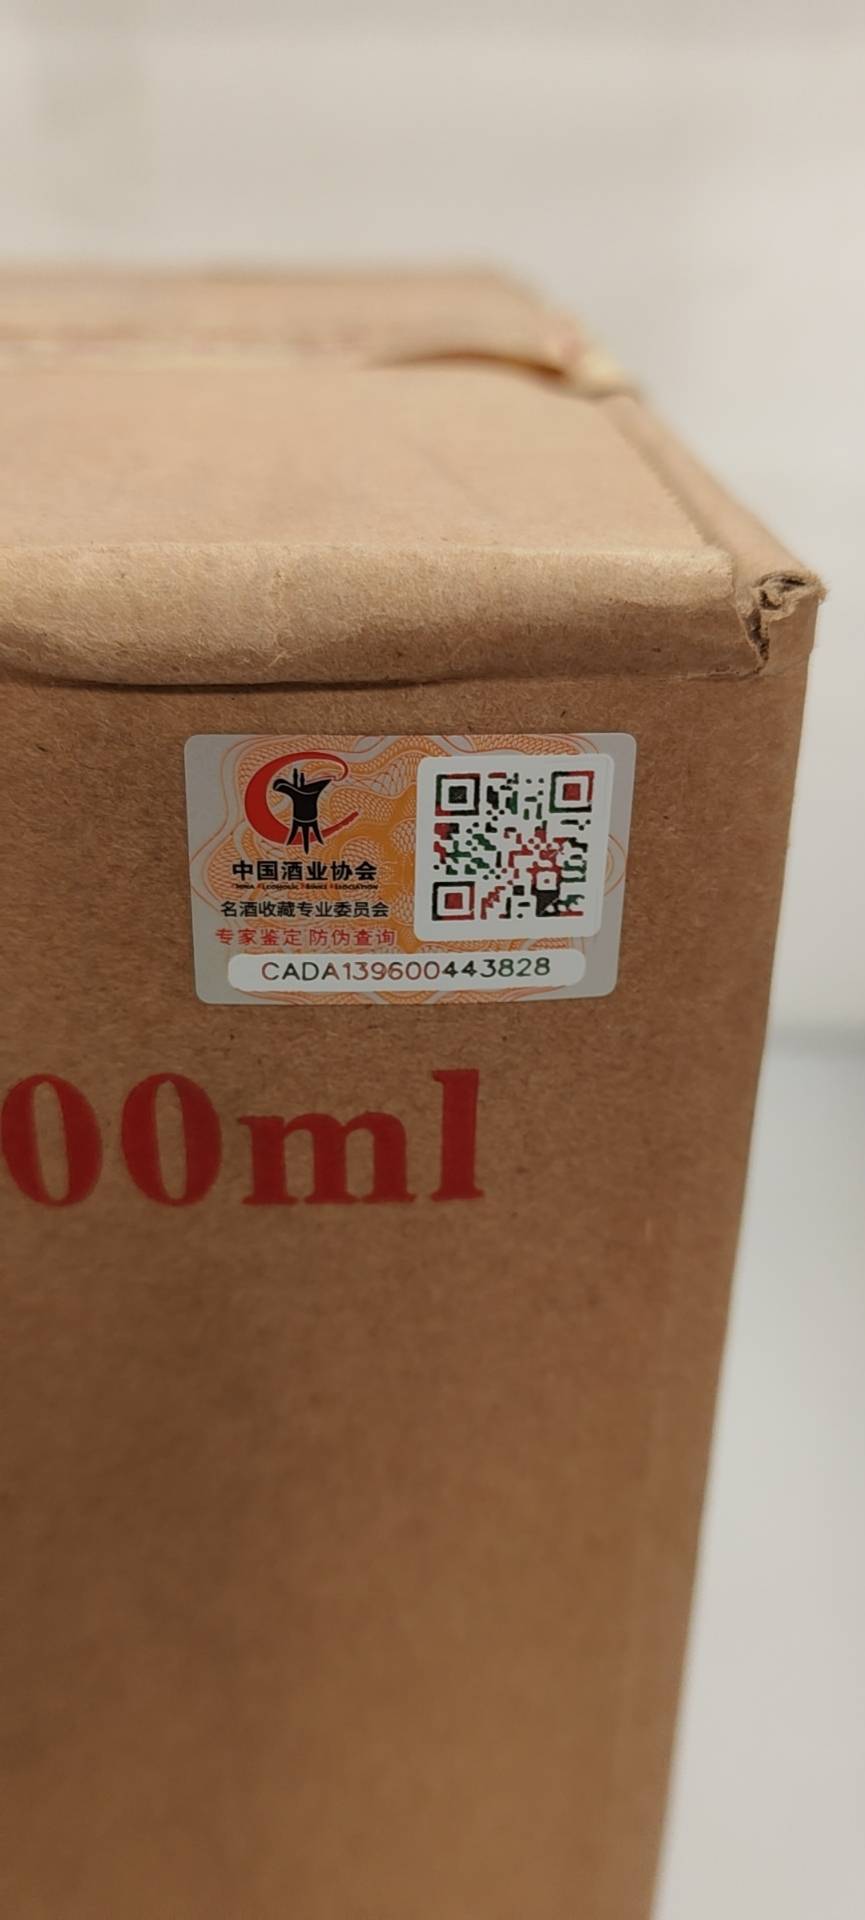 中国酒业协会
名酒收藏专业委员会
专家鉴定 防伪查询
CADA139600443828
00ml